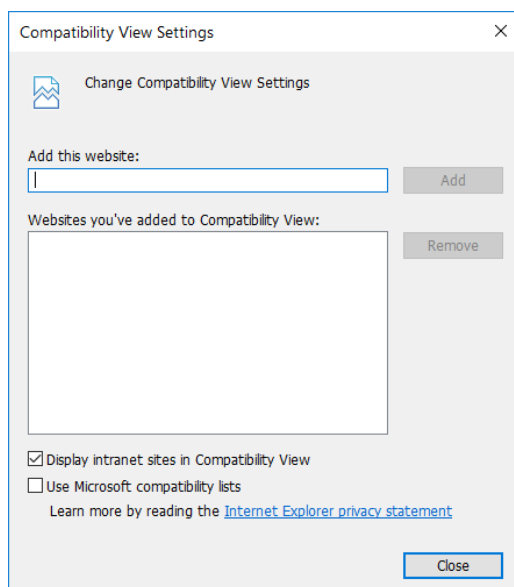 Compatibility View Settings
Change Compatibility View Settings
Add this website:
Add
Websites you've added to Compatibility View:
Remove
Display intranet sites in Compatibility View
Use Microsoft compatibility lists
Learn more by reading the Internet Explorer privacy statement
Close